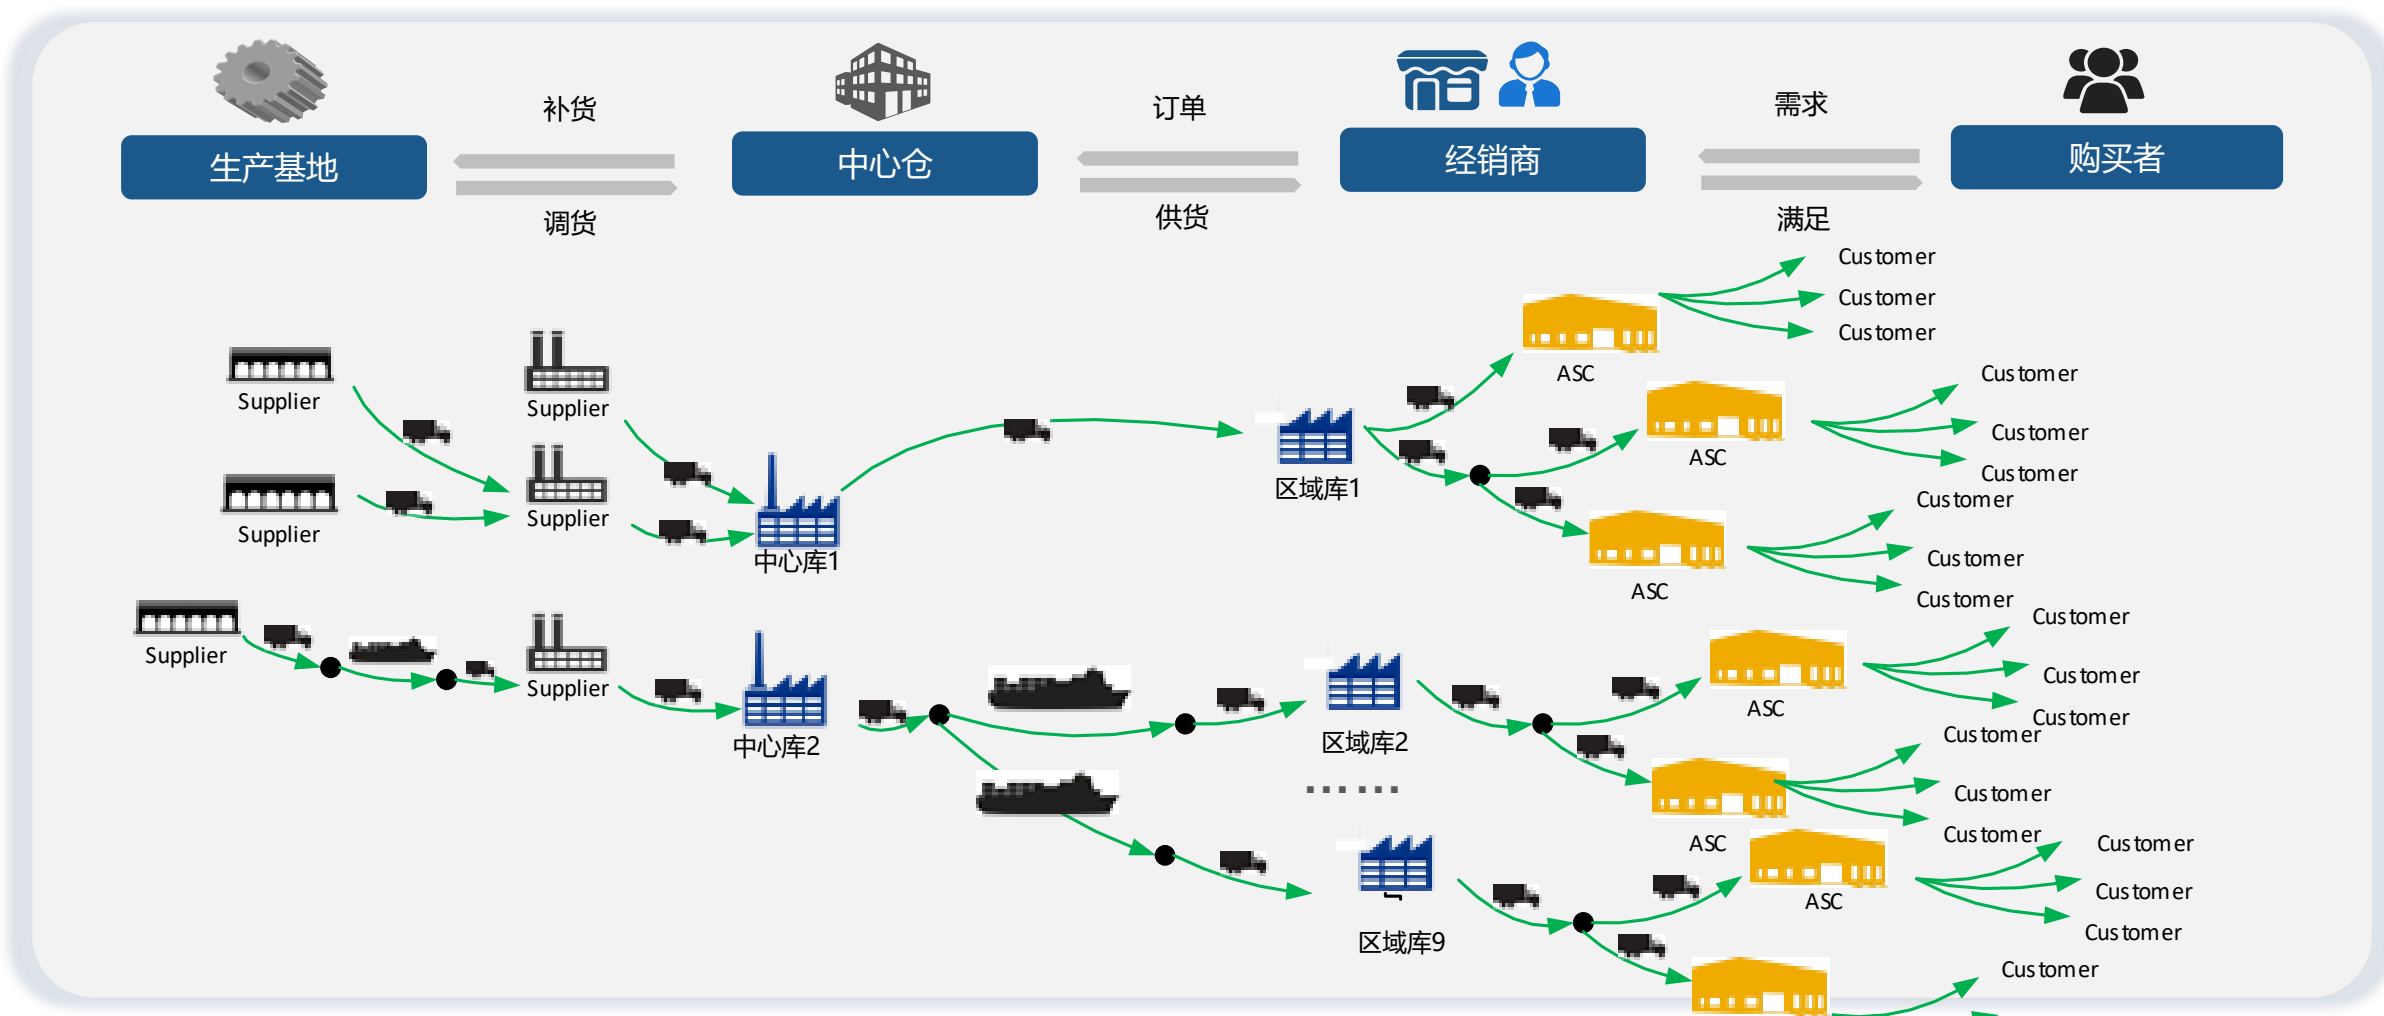 补货
订单
需求
生产基地
中心仓
经销商
购买者
调货
供货
满足
Customer
Customer
Customer
ASC
Customer
Supplier
Supplier
Customer
ASC
Customer
区域库1
Customer
Supplier
Supplier
Customer
中心库1
ASC
Customer
Customer
Supplier
Supplier
Customer
ASC
Customer
Customer
中心库2
区域库2
......
Customer
Customer
ASC
Customer
Customer
ASC
区域库9
Customer
Customer